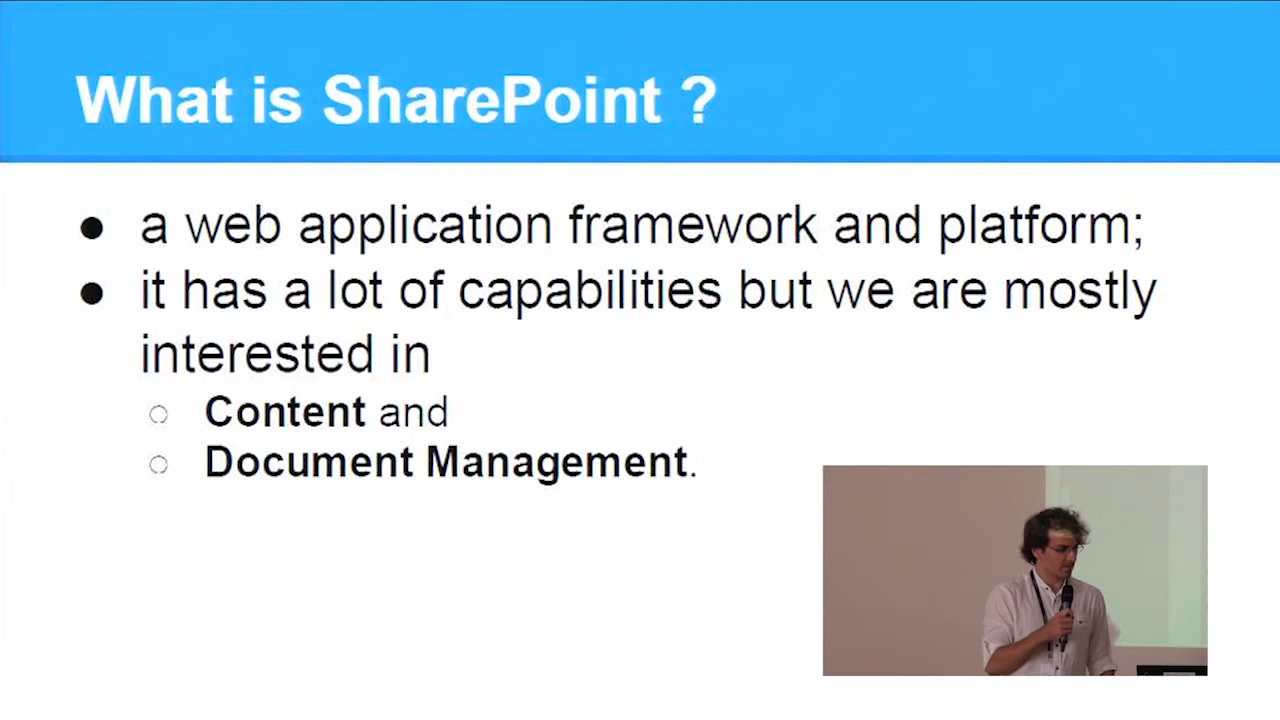 What is SharePoint ?
● a web application framework and platform;
● it has a lot of capabilities but we are mostly
interested in
○ Content and
○ Document Management.